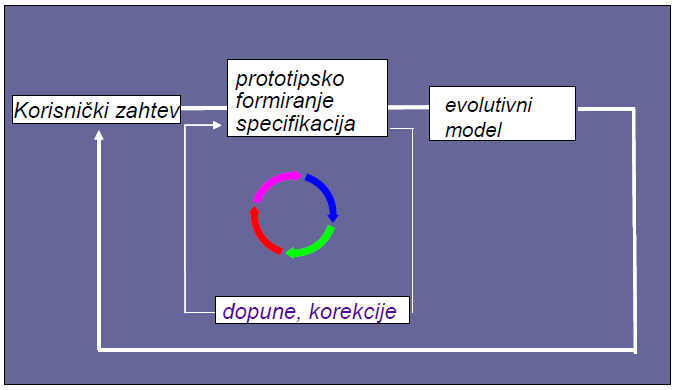 Korisnički zahtev
prototipsko
formiranje
specifikacija
evolutivni
model
dopune, korekcije